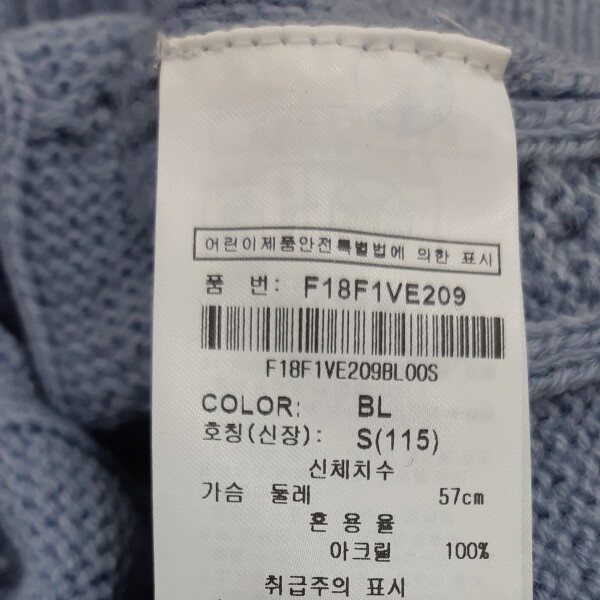 어린이제품안전특별법에 의한 표시
품 번: F18F1VE209
F18F1VE209BL00S
COLOR: BL
호칭(신장): S(115)
신체치수
가슴 둘레 57cm
혼용율
아크릴 100%
취급주의 표시